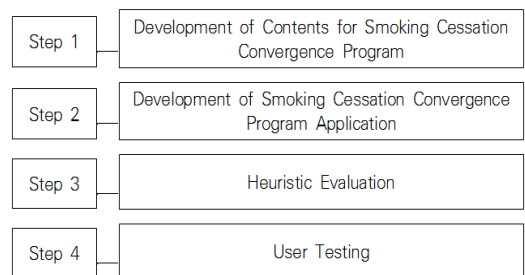 Step 1
Development of Contents for Smoking Cessation
Convergence Program
Step 2
Development of Smoking Cessation Convergence
Program Application
Step 3
Heuristic Evaluation
Step 4
User Testing